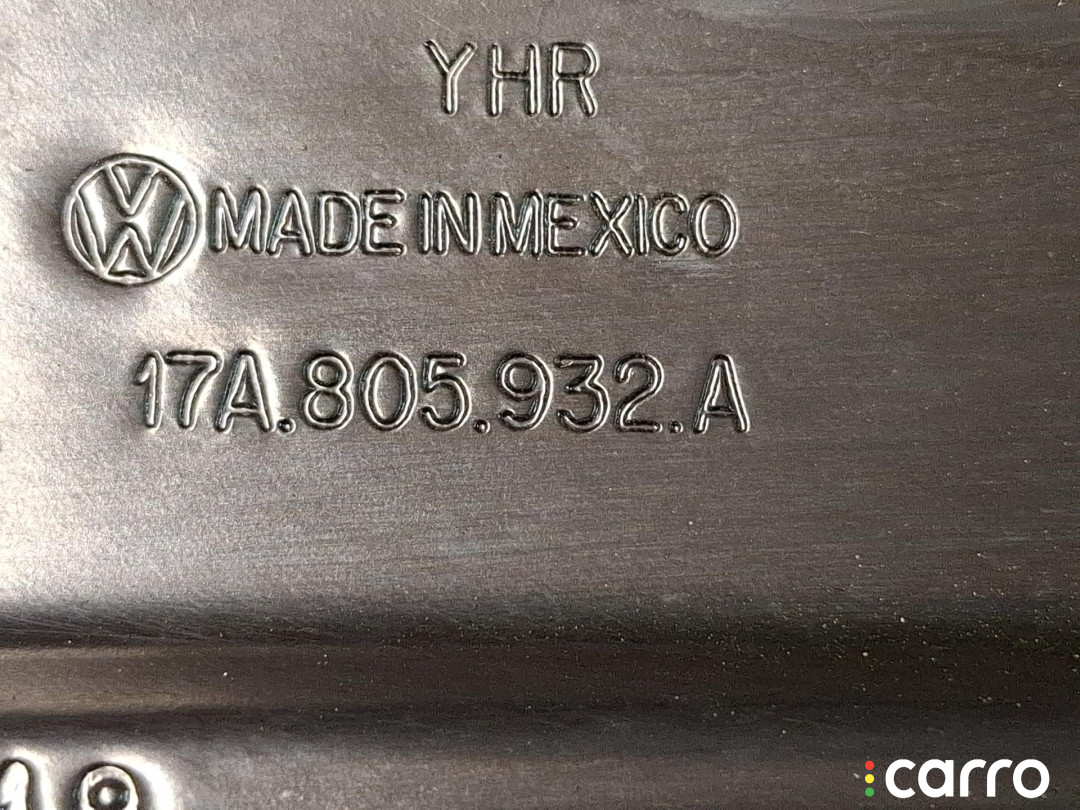 YHR
MADE IN MEXICO
17A.805.932.A
carro